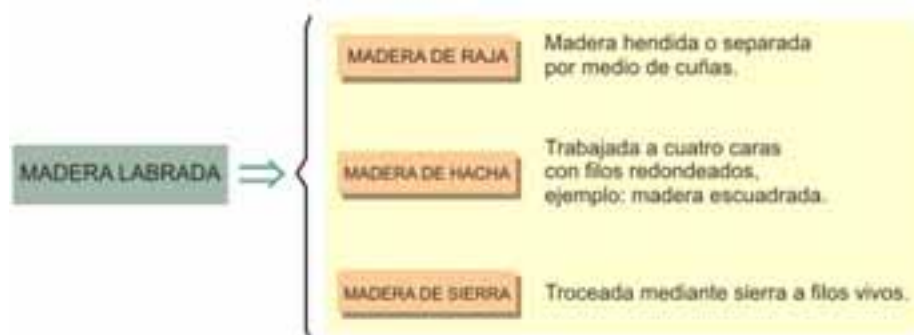 MADERA LABRADA
MADERA DE RAJA
Madera hendida o separada
por medio de cuñas.
MADERA DE HACHA
Trabajada a cuatro caras
con filos redondeados,
ejemplo: madera escuadrada.
MADERA DE SIERRA
Troceada mediante sierra a filos vivos.